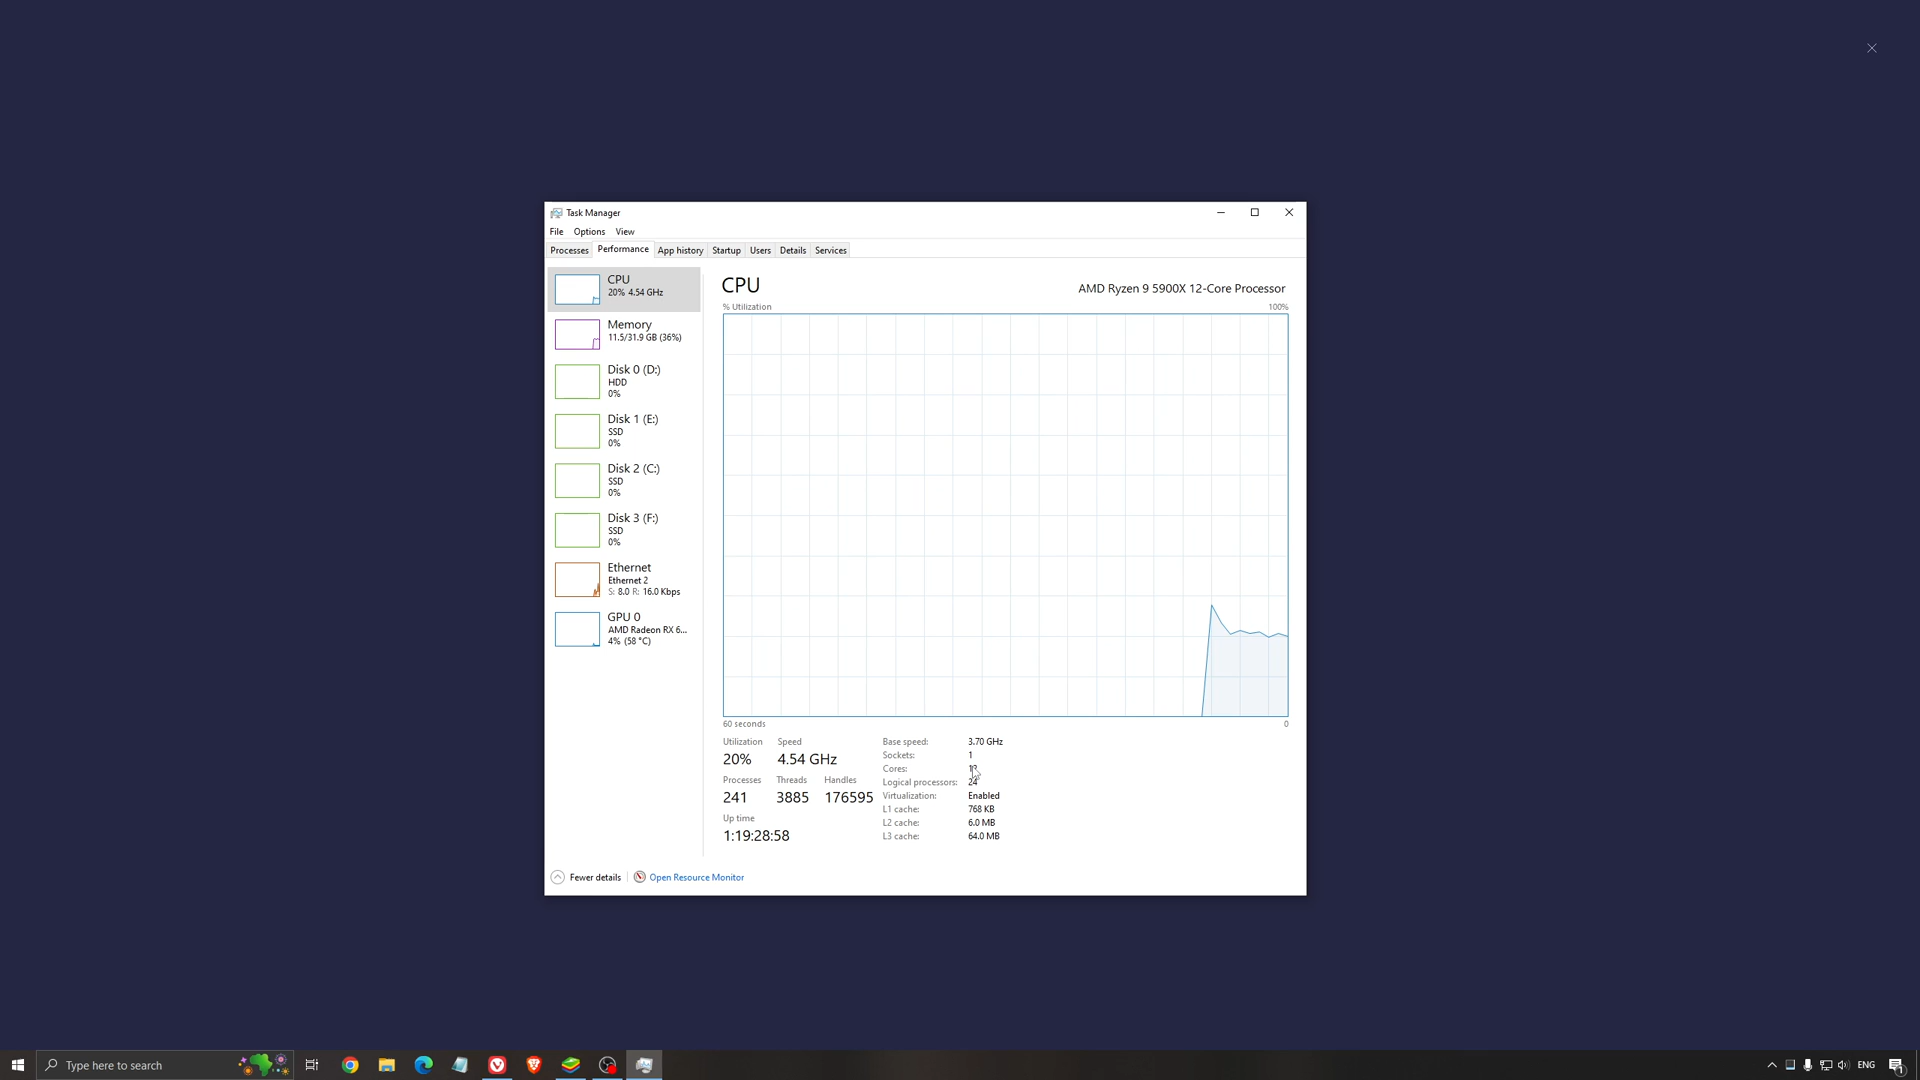 Task Manager
File Options View
Processes Performance App history Startup Users Details Services
CPU
20% 4.54 GHz
Memory
11.5/31.9 GB (36%)
Disk 0 (D:)
HDD
0%
Disk 1 (E:)
SSD
0%
Disk 2 (C:)
SSD
0%
Disk 3 (F:)
SSD
0%
Ethernet
Ethernet 2
S: 8.0 R: 16.0 Kbps
GPU 0
AMD Radeon RX 6...
4% (58 °C)
CPU AMD Ryzen 9 5900X 12-Core Processor
% Utilization 100%
60 seconds 0
Utilization Speed
20% 4.54 GHz
Processes Threads Handles
241 3885 176595
Up time
1:19:28:58
Base speed: 3.70 GHz
Sockets: 1
Cores:
Logical processors: 24
Virtualization: Enabled
L1 cache: 768 KB
L2 cache: 6.0 MB
L3 cache: 64.0 MB
Fewer details Open Resource Monitor
Type here to search ENG
1